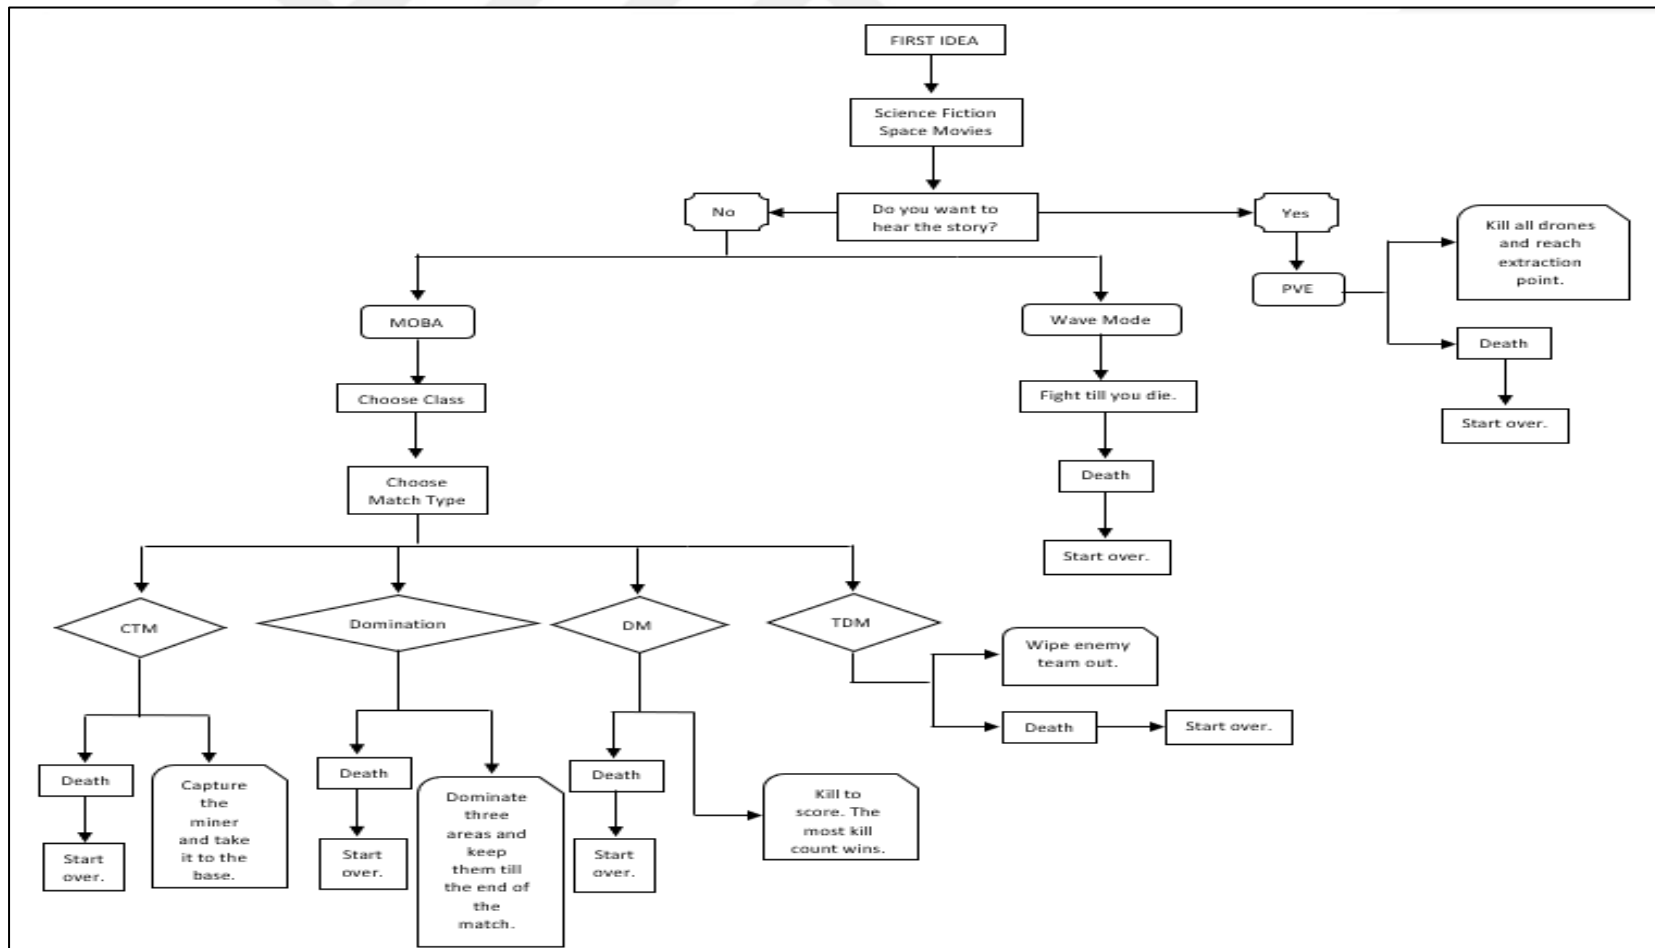 FIRST IDEA
Science Fiction
Space Movies
Do you want to
hear the story?
No
Yes
Kill all drones
and reach
extraction
point.
PVE
Death
Start over.
MOBA
Wave Mode
Choose Class
Fight till you die.
Choose
Match Type
Death
Start over.
CTM
Domination
DM
TDM
Wipe enemy
team out.
Death
Start over.
Death
Capture
the
miner
and take
it to the
base.
Start
over.
Death
Dominate
three
areas and
keep
them till
the end of
the
match.
Start
over.
Death
Kill to
score. The
most kill
count wins.
Start
over.